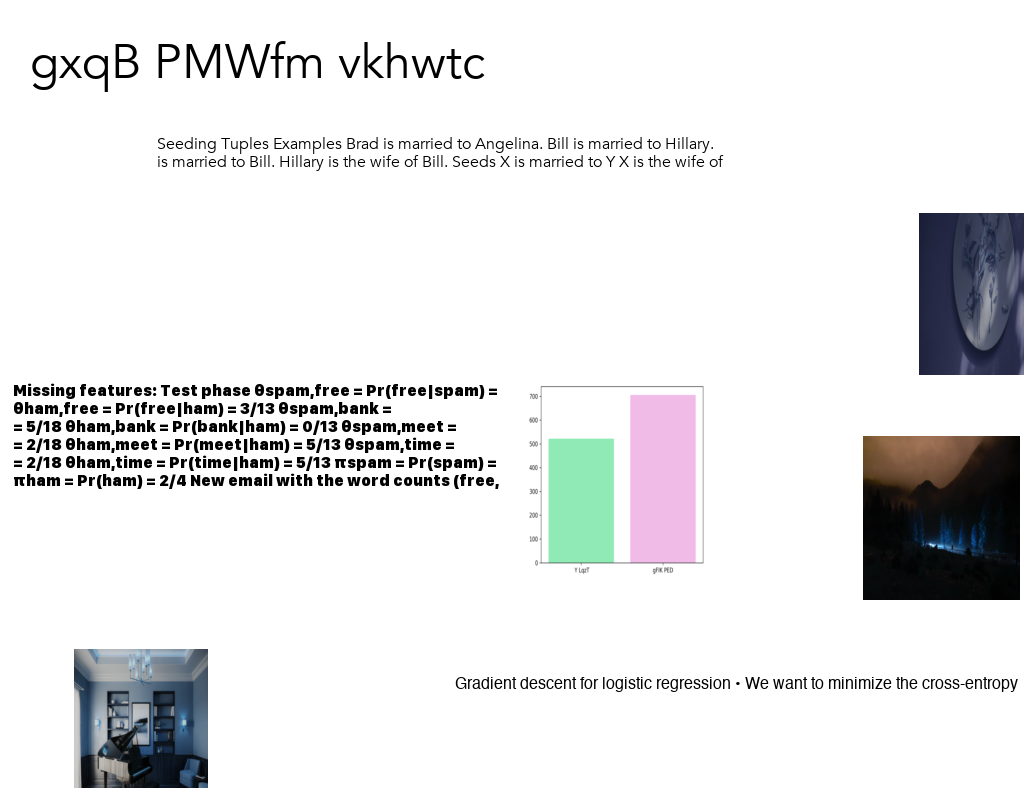 gxqB PMWfm vkhwtc
Seeding Tuples Examples Brad is married to Angelina. Bill is married to Hillary.
is married to Bill. Hillary is the wife of Bill. Seeds X is married to Y X is the wife of
Missing features: Test phase θspam,free = Pr(free|spam) =
θham,free = Pr(free|ham) = 3/13 θspam,bank =
= 5/18 θham,bank = Pr(bank|ham) = 0/13 θspam,meet =
= 2/18 θham,meet = Pr(meet|ham) = 5/13 θspam,time =
= 2/18 θham,time = Pr(time|ham) = 5/13 πspam = Pr(spam) =
πham = Pr(ham) = 2/4 New email with the word counts (free,
700
600
500
400
300
200
100
0
Y LqzT
gFlK PED
Gradient descent for logistic regression • We want to minimize the cross-entropy